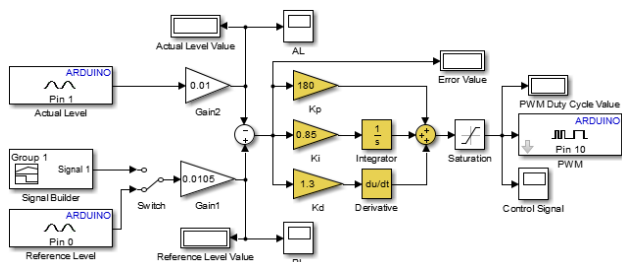 Actual Level Value
AL
ARDUINO
Pin 1
Actual Level
0.01
Gain2
Error Value
180
Kp
PWM Duty Cycle Value
ARDUINO
Pin 10
PWM
0.85
Ki
1
s
Integrator
Saturation
Group 1
Signal 1
Signal Builder
Switch
0.0105
Gain1
1.3
Kd
du/dt
Derivative
Control Signal
ARDUINO
Pin 0
Reference Level
Reference Level Value